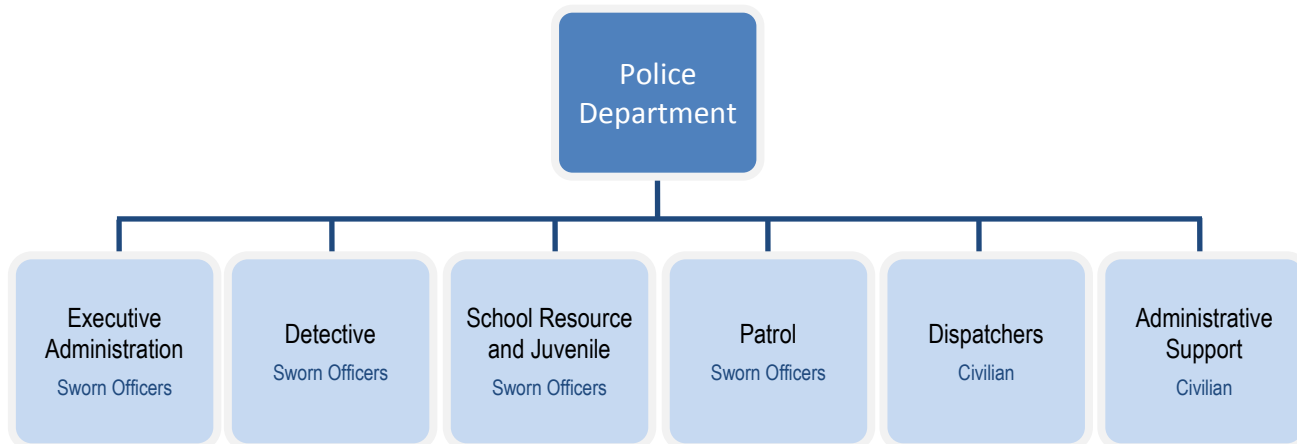 Police
Department
Executive
Administration
Sworn Officers
Detective
Sworn Officers
School Resource
and Juvenile
Sworn Officers
Patrol
Sworn Officers
Dispatchers
Civilian
Administrative
Support
Civilian